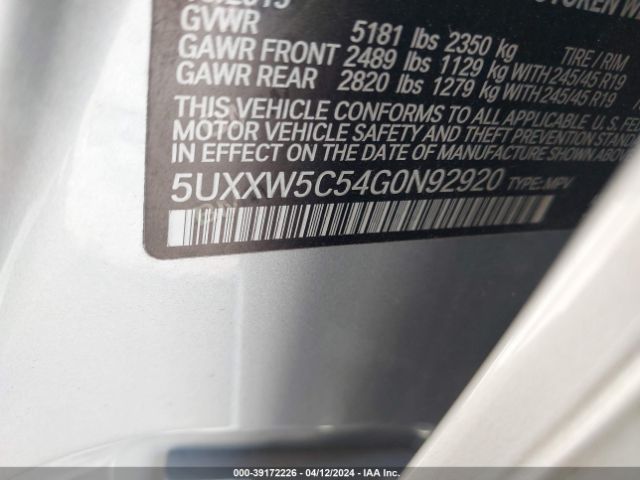 GVWR 5181 lbs 2350 kg TIRE / RIM
GAWR FRONT 2489 lbs 1129 kg WITH 245/45 R19
GAWR REAR 2820 lbs 1279 kg WITH 245/45 R19
THIS VEHICLE CONFORMS TO ALL APPLICABLE U.S. FE
MOTOR VEHICLE SAFETY AND THEFT PREVENTION STA
IN EFFECT ON THE DATE OF MANUFACTURE SHOWN AB
5UXXW5C54G0N92920 TYPE: MPV
000-39172226 - 04/12/2024 - IAA Inc.